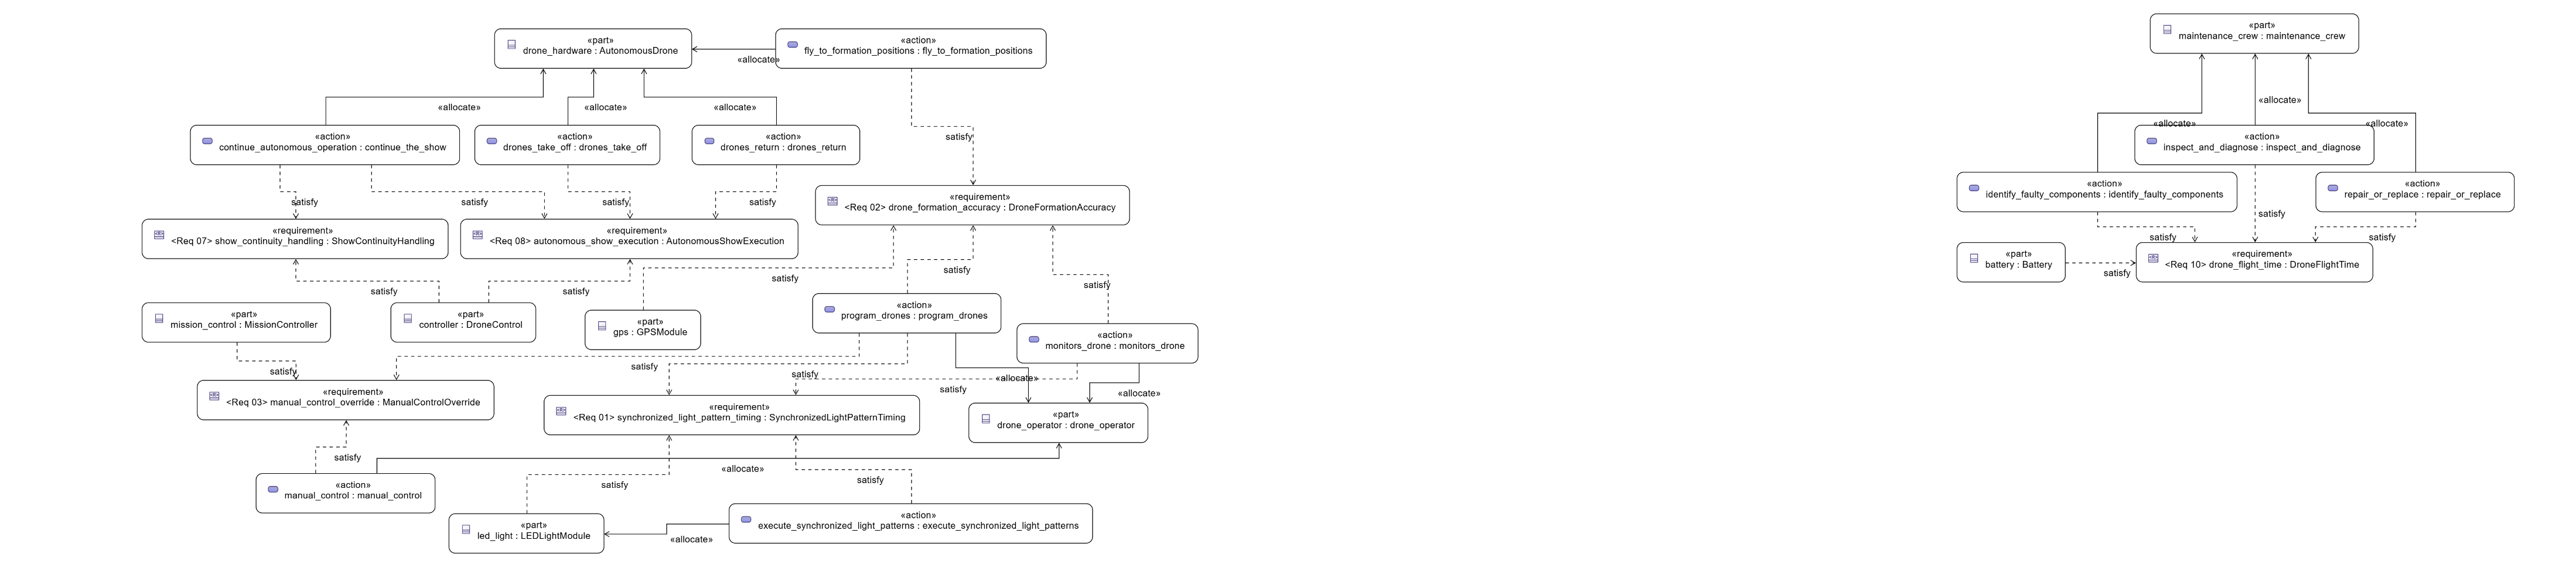 «part»
drone_hardware : AutonomousDrone
«action»
fly_to_formation_positions : fly_to_formation_positions
«allocate»
«allocate»
«allocate»
«allocate»
«action»
continue_autonomous_operation : continue_the_show
«action»
drones_take_off : drones_take_off
«action»
drones_return : drones_return
satisfy
satisfy
satisfy
satisfy
satisfy
«requirement»
<Req 02> drone_formation_accuracy : DroneFormationAccuracy
«requirement»
<Req 07> show_continuity_handling : ShowContinuityHandling
«requirement»
<Req 08> autonomous_show_execution : AutonomousShowExecution
satisfy
satisfy
satisfy
satisfy
satisfy
«part»
mission_control : MissionController
«part»
controller : DroneControl
«part»
gps : GPSModule
«action»
program_drones : program_drones
«action»
monitors_drone : monitors_drone
satisfy
satisfy
satisfy
«allocate»
satisfy
«allocate»
«requirement»
<Req 03> manual_control_override : ManualControlOverride
«requirement»
<Req 01> synchronized_light_pattern_timing : SynchronizedLightPatternTiming
«part»
drone_operator : drone_operator
satisfy
«allocate»
satisfy
satisfy
«action»
manual_control : manual_control
«part»
led_light : LEDLightModule
«action»
execute_synchronized_light_patterns : execute_synchronized_light_patterns
«allocate»
«part»
maintenance_crew : maintenance_crew
«allocate»
«allocate»
«allocate»
«action»
inspect_and_diagnose : inspect_and_diagnose
«action»
identify_faulty_components : identify_faulty_components
«action»
repair_or_replace : repair_or_replace
satisfy
satisfy
satisfy
«part»
battery : Battery
satisfy
«requirement»
<Req 10> drone_flight_time : DroneFlightTime